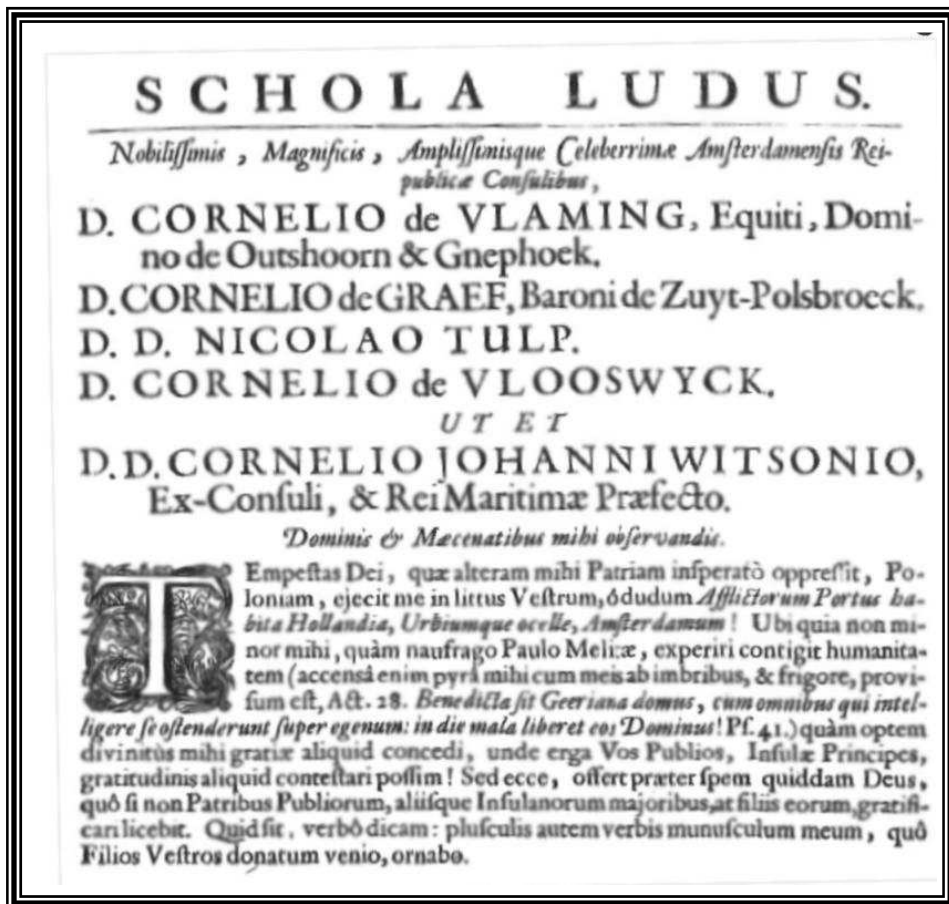 SCHOLA LUDUS.
Nobiliſſimis, Magnificis, Ampliſſimisque Celeberrimæ Amſterdamenſis Rei-
publicæ Conſulibus,
D. CORNELIO de VLAMING, Equiti, Domi-
no de Outshoorn & Gnephoek.
D. CORNELIO de GRAEF, Baroni de Zuyt-Polsbroeck.
D. D. NICOLAO TULP.
D. CORNELIO de VLOOSWYCK.
UT ET
D. D. CORNELIO JOHANNI WITSONIO,
Ex-Conſuli, & Rei Maritimæ Præfecto.
Dominis & Mæcenatibus mihi obſervandis.
TEmpeſtas Dei, quæ alteram mihi Patriam inſperatò oppreſſit, Po-
loniam, ejecit me in littus Veſtrum, ô dudum Afflictorum Portus ha-
bita Hollandia, Urbiumque ocelle, Amſterdamum! Ubi quia non mi-
nor mihi, quàm naufrago Paulo Melitæ, experiri contigit humanita-
tem (accensâ enim pyrâ mihi cum meis ab imbribus, & frigore, provi-
ſum eſt, Act. 28. Benedicta ſit Geeriana domus, cum omnibus qui intel-
ligere ſe oſtenderunt ſuper egenum: in die mala liberet eos Dominus! Pſ. 41.) quàm optem
divinitùs mihi gratiæ aliquid concedi, unde erga Vos Publios, Inſulæ Principes,
gratitudinis aliquid conteſtari poſſim! Sed ecce, offert præter ſpem quiddam Deus,
quô ſi non Patribus Publiorum, aliiſque Inſulanorum majoribus, at filiis eorum, gratifi-
cari licebit. Quid ſit, verbô dicam: pluſculis autem verbis munuſculum meum, quô
Filios Veſtros donatum venio, ornabo.